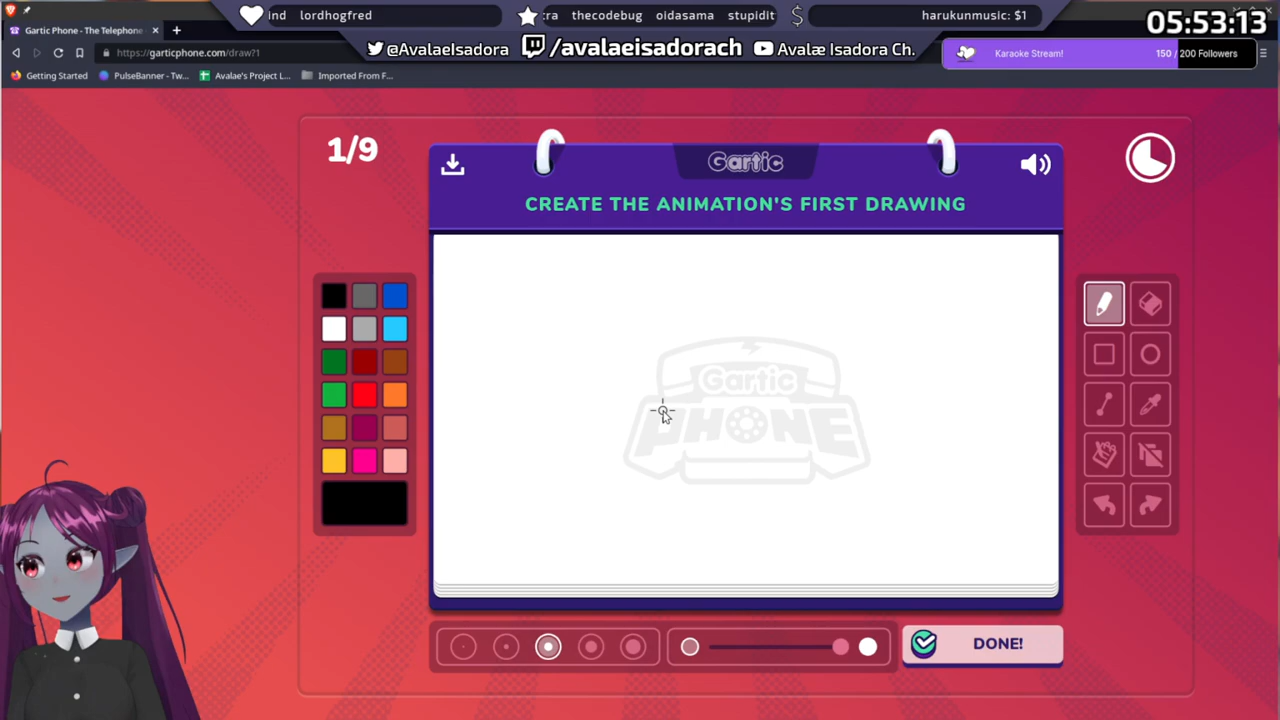 ind lordhogfred
:ra thecodebug oidasama stupidit
harukunmusic: $1
05:53:13
Gartic Phone - The Telephone
@AvalaeIsadora
/avalaeisadorach
Avalæ Isadora Ch.
https://garticphone.com/draw?1
Karaoke Stream!
150 / 200 Followers
Getting Started
PulseBanner - Tw...
Avalae's Project L...
Imported From F...
1/9
Gartic
CREATE THE ANIMATION'S FIRST DRAWING
Gartic
PHONE
DONE!